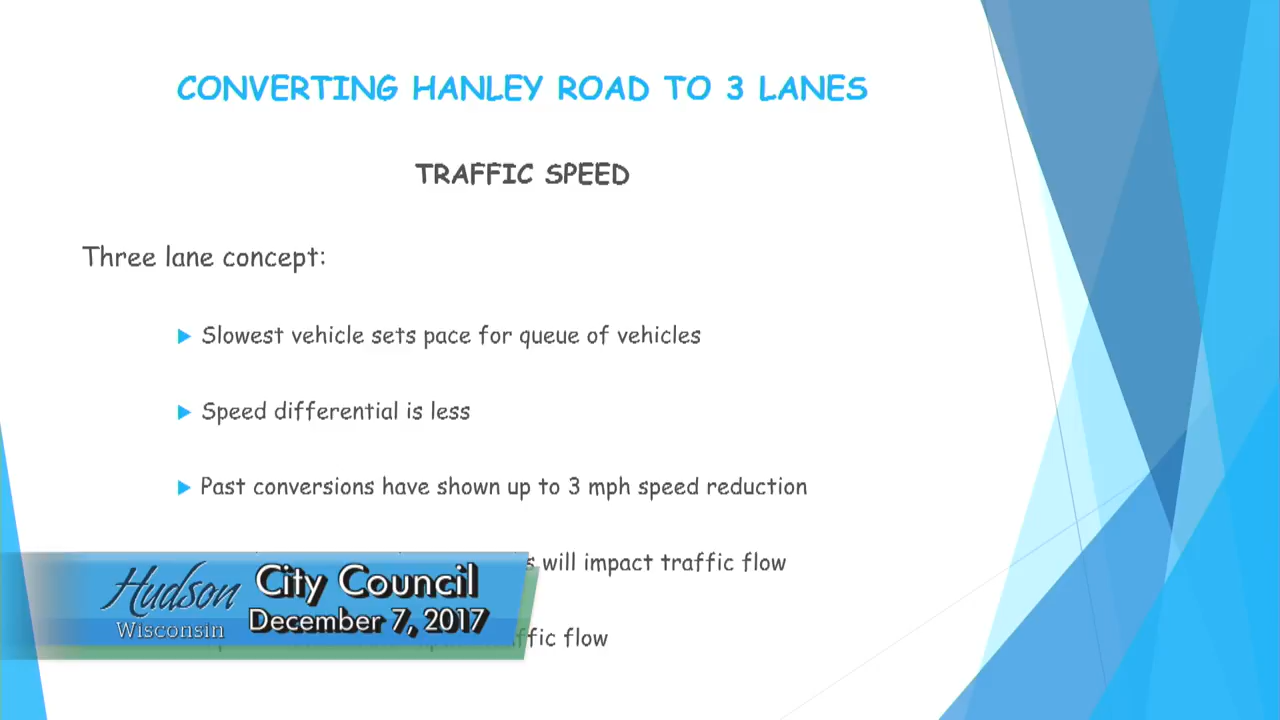 CONVERTING HANLEY ROAD TO 3 LANES
TRAFFIC SPEED
Three lane concept:
Slowest vehicle sets pace for queue of vehicles
Speed differential is less
Past conversions have shown up to 3 mph speed reduction
will impact traffic flow
flow
Hudson
Wisconsin
City Council
December 7, 2017